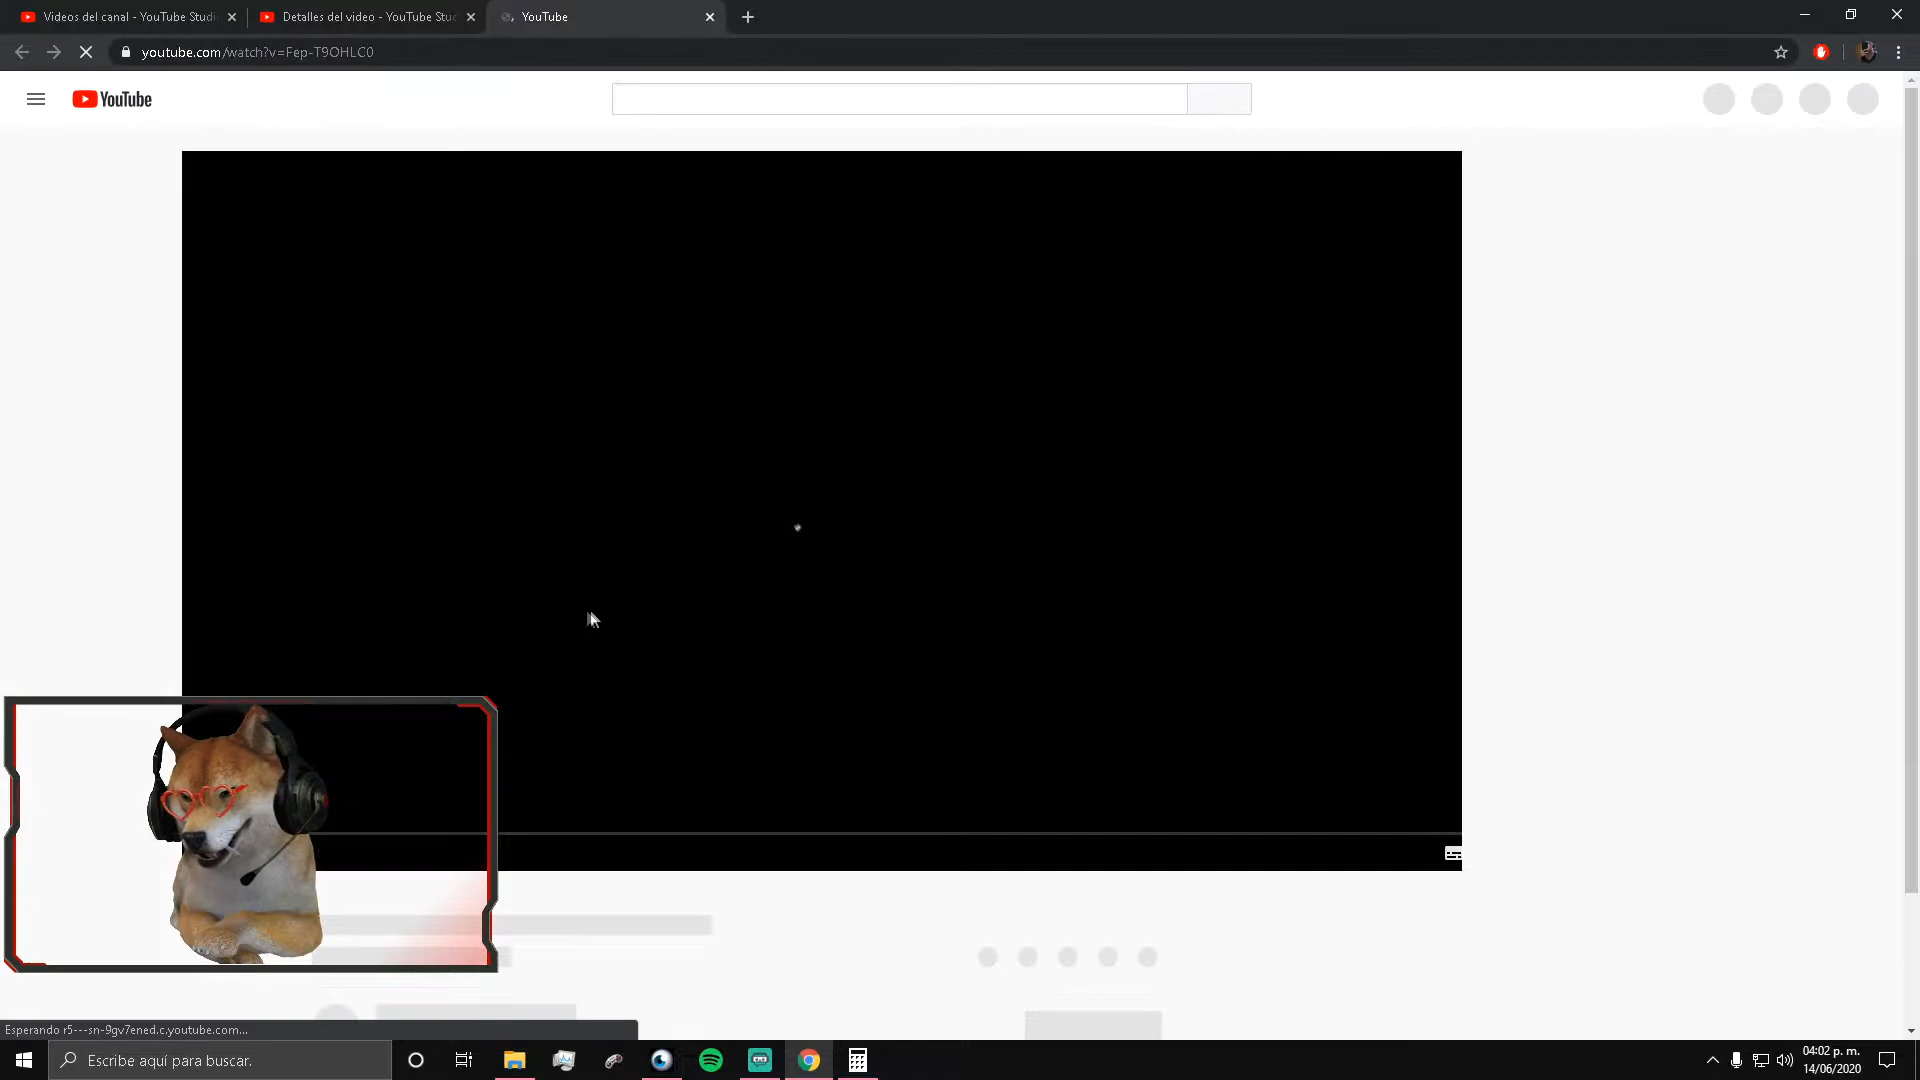 Videos del canal - YouTube Studi
Detalles del video - YouTube Stud
YouTube
youtube.com/watch?v=Fep-T9OHLC0
YouTube
Esperando r5---sn-9gv7ened.c.youtube.com...
Escribe aquí para buscar.
04:02 p. m.
14/06/2020